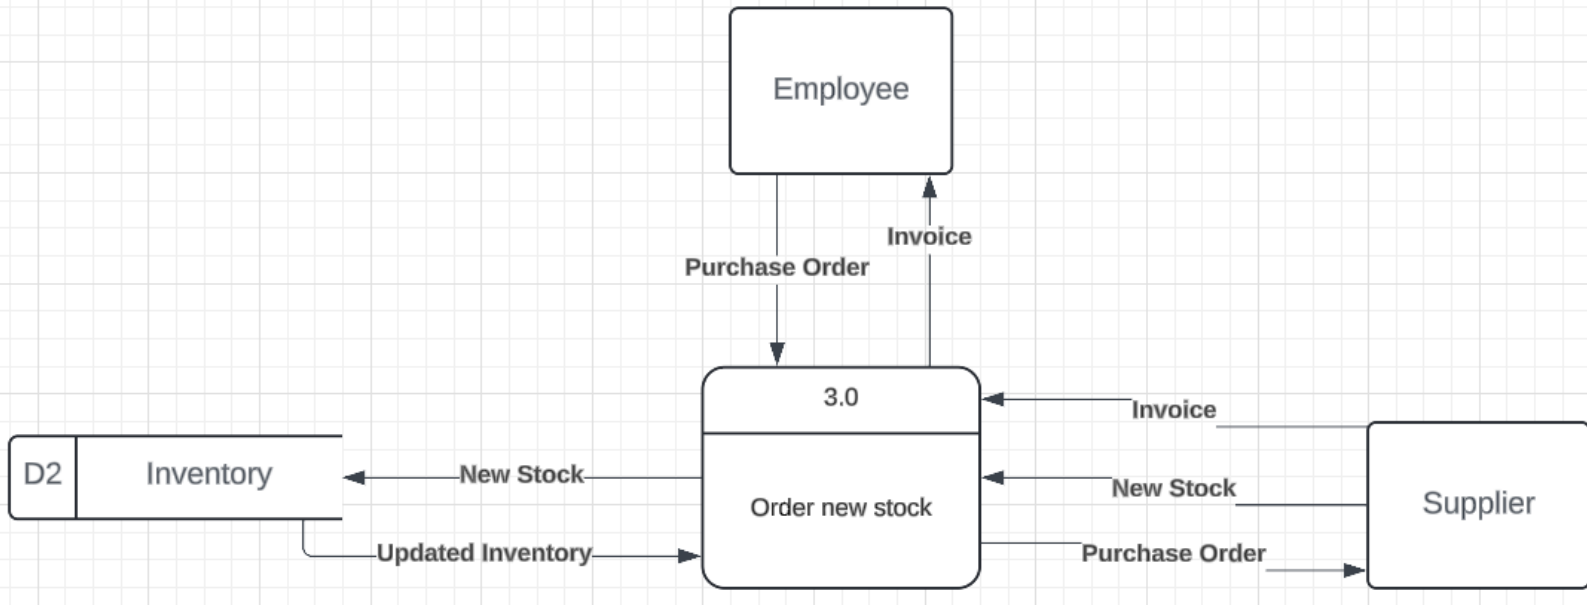 Employee
Invoice
Purchase Order
3.0
Invoice
D2
Inventory
New Stock
New Stock
Order new stock
Supplier
Updated Inventory
Purchase Order